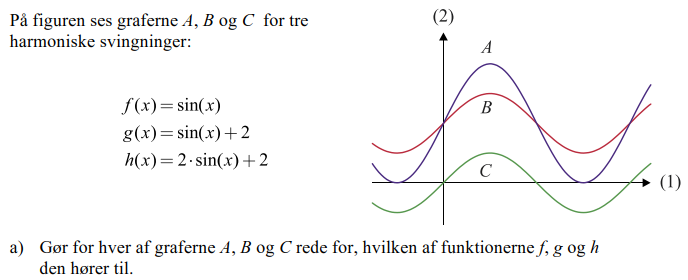 På figuren ses graferne A, B og C for tre
harmoniske svingninger:
f(x) = sin(x)
g(x) = sin(x) + 2
h(x) = 2 · sin(x) + 2
(2)
A
B
C
(1)
a) Gør for hver af graferne A, B og C rede for, hvilken af funktionerne f, g og h
den hører til.